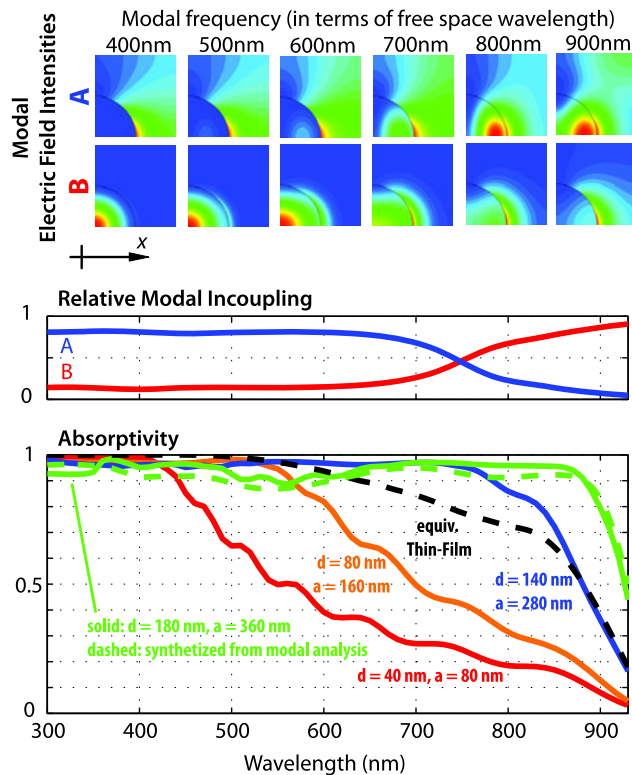 Modal frequency (in terms of free space wavelength)
400nm 500nm 600nm 700nm 800nm 900nm
Modal
Electric Field Intensities
A
B
x
Relative Modal Incoupling
1
A
B
0
Absorptivity
1
equiv.
Thin-Film
d = 80 nm
a = 160nm
d = 140 nm
a = 280 nm
0.5
solid: d = 180 nm, a = 360 nm
dashed: synthetized from modal analysis
d = 40 nm, a = 80 nm
0
300 400 500 600 700 800 900
Wavelength (nm)